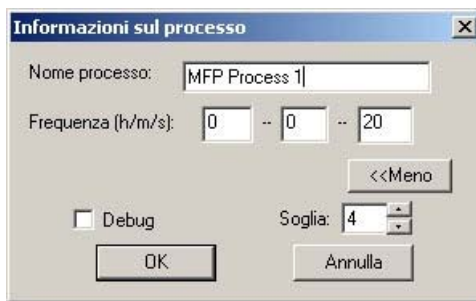 Informazioni sul processo
Nome processo: MFP Process 1
Frequenza (h/m/s): 0 -- 0 -- 20
<<Meno
Debug Soglia: 4
OK Annulla